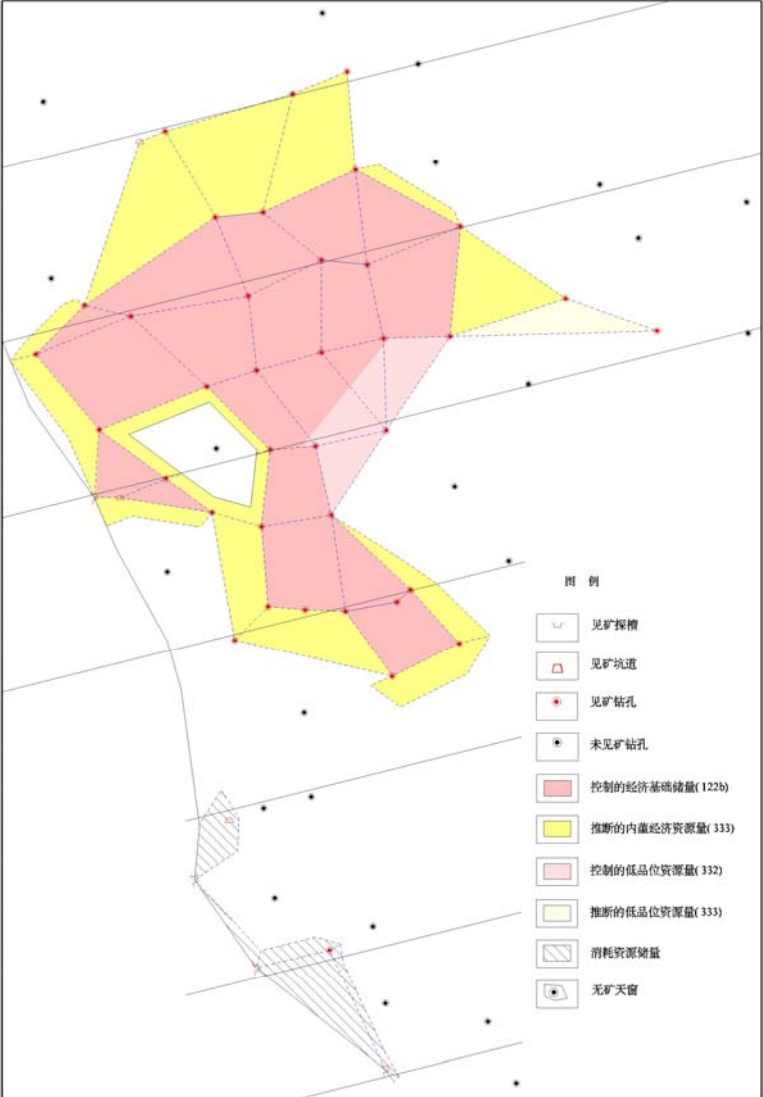 图 例
见矿探槽
见矿坑道
见矿钻孔
未见矿钻孔
控制的经济基础储量(122b)
推断的内蕴经济资源量(333)
控制的低品位资源量(332)
推断的低品位资源量(333)
消耗资源储量
无矿天窗